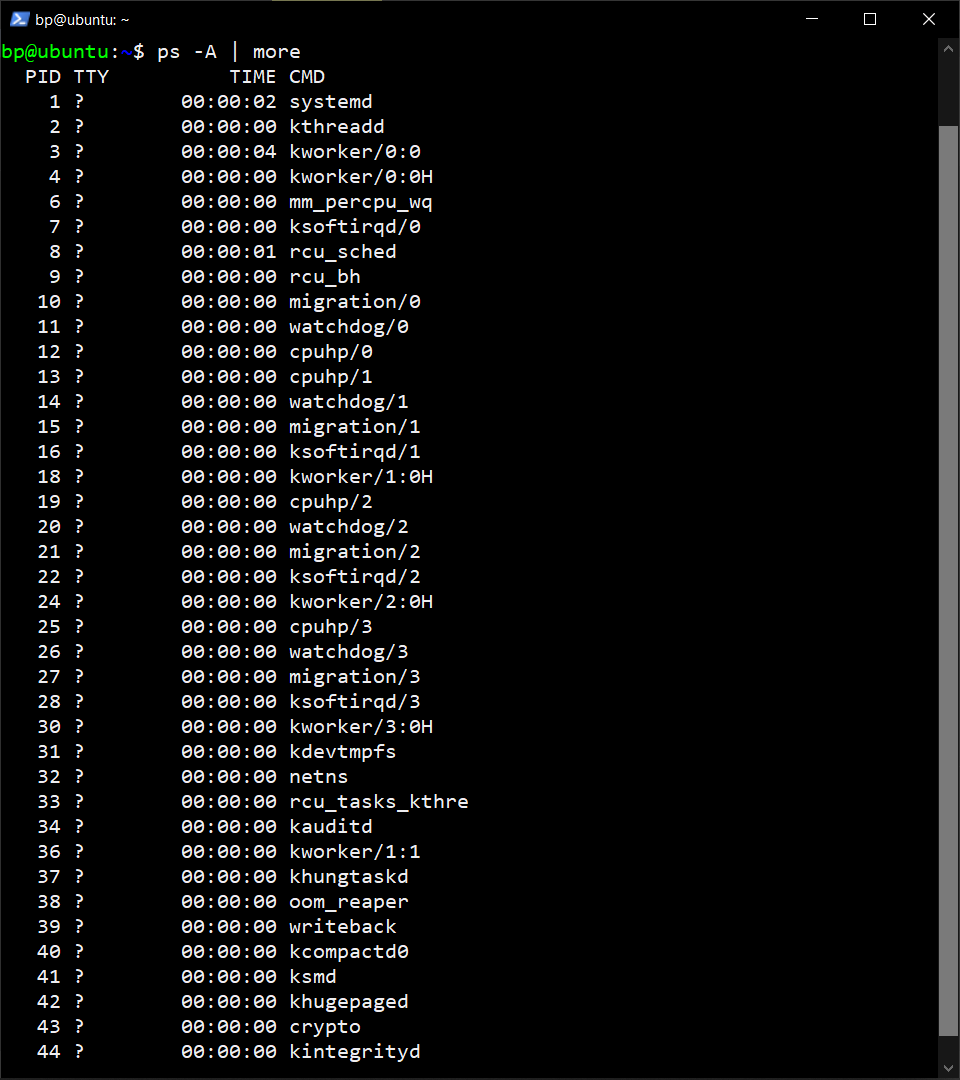 bp@ubuntu: ~
bp@ubuntu:~$ ps -A | more
  PID TTY          TIME CMD
    1 ?        00:00:02 systemd
    2 ?        00:00:00 kthreadd
    3 ?        00:00:04 kworker/0:0
    4 ?        00:00:00 kworker/0:0H
    6 ?        00:00:00 mm_percpu_wq
    7 ?        00:00:00 ksoftirqd/0
    8 ?        00:00:01 rcu_sched
    9 ?        00:00:00 rcu_bh
   10 ?        00:00:00 migration/0
   11 ?        00:00:00 watchdog/0
   12 ?        00:00:00 cpuhp/0
   13 ?        00:00:00 cpuhp/1
   14 ?        00:00:00 watchdog/1
   15 ?        00:00:00 migration/1
   16 ?        00:00:00 ksoftirqd/1
   18 ?        00:00:00 kworker/1:0H
   19 ?        00:00:00 cpuhp/2
   20 ?        00:00:00 watchdog/2
   21 ?        00:00:00 migration/2
   22 ?        00:00:00 ksoftirqd/2
   24 ?        00:00:00 kworker/2:0H
   25 ?        00:00:00 cpuhp/3
   26 ?        00:00:00 watchdog/3
   27 ?        00:00:00 migration/3
   28 ?        00:00:00 ksoftirqd/3
   30 ?        00:00:00 kworker/3:0H
   31 ?        00:00:00 kdevtmpfs
   32 ?        00:00:00 netns
   33 ?        00:00:00 rcu_tasks_kthre
   34 ?        00:00:00 kauditd
   36 ?        00:00:00 kworker/1:1
   37 ?        00:00:00 khungtaskd
   38 ?        00:00:00 oom_reaper
   39 ?        00:00:00 writeback
   40 ?        00:00:00 kcompactd0
   41 ?        00:00:00 ksmd
   42 ?        00:00:00 khugepaged
   43 ?        00:00:00 crypto
   44 ?        00:00:00 kintegrityd